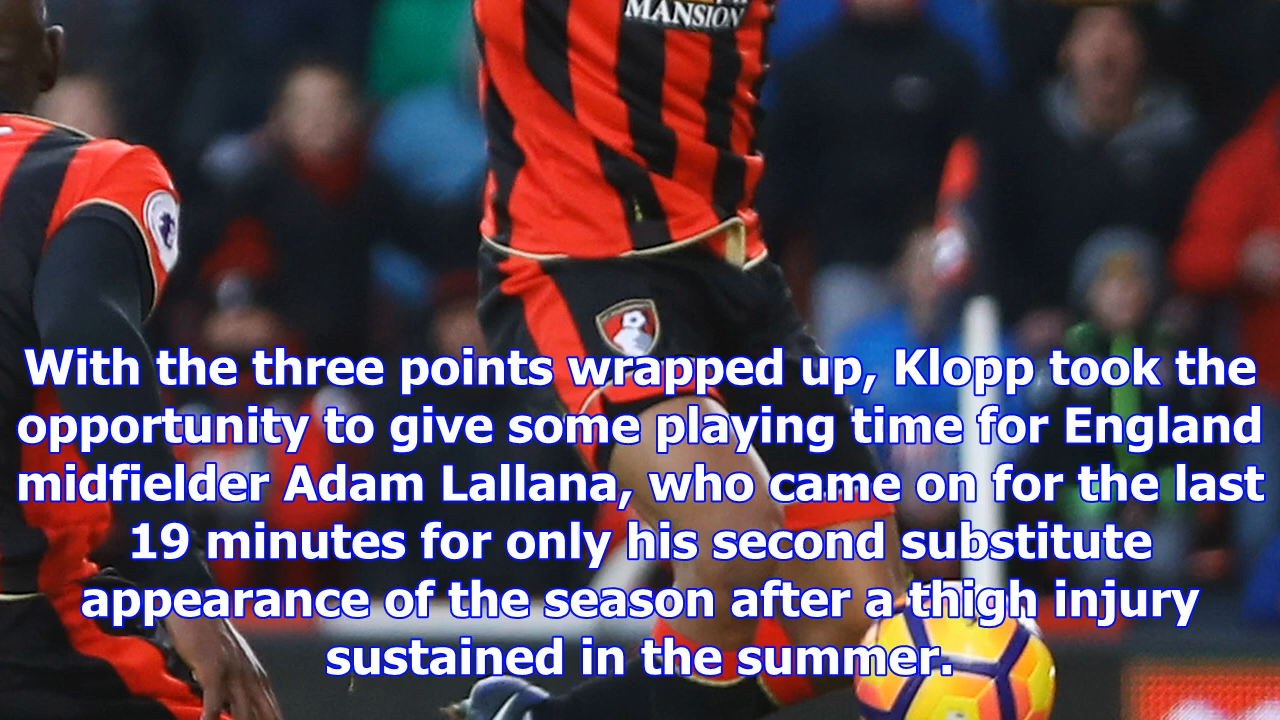 MANSION
With the three points wrapped up, Klopp took the
opportunity to give some playing time for England
midfielder Adam Lallana, who came on for the last
19 minutes for only his second substitute
appearance of the season after a thigh injury
sustained in the summer.